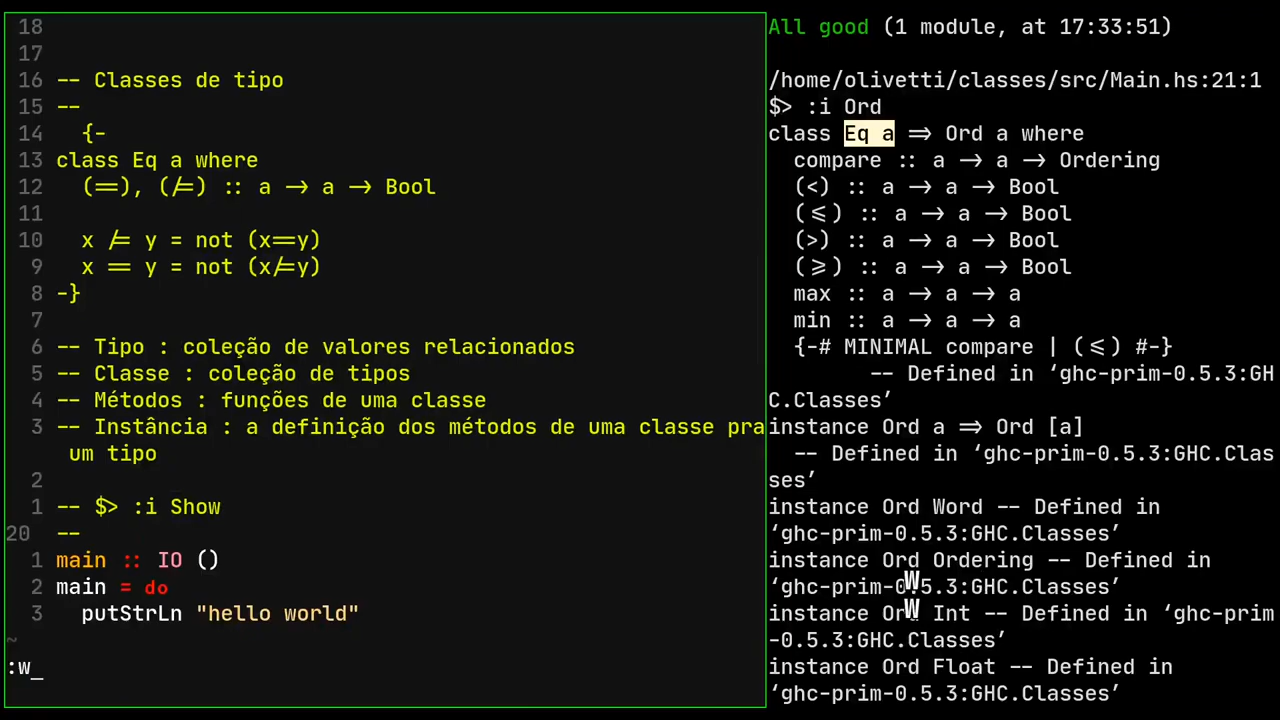 18
17
16 -- Classes de tipo
15 --
14   {-
13 class Eq a where
12   (==), (/=) :: a -> a -> Bool
11
10   x /= y = not (x==y)
9   x == y = not (x/=y)
8 -}
7
6 -- Tipo : coleção de valores relacionados
5 -- Classe : coleção de tipos
4 -- Métodos : funções de uma classe
3 -- Instância : a definição dos métodos de uma classe pra
um tipo
2
1 -- $> :i Show
20 --
1 main :: IO ()
2 main = do
3   putStrLn "hello world"
~
:w_
All good (1 module, at 17:33:51)
/home/olivetti/classes/src/Main.hs:21:1
$> :i Ord
class Eq a => Ord a where
  compare :: a -> a -> Ordering
  (<) :: a -> a -> Bool
  (<=) :: a -> a -> Bool
  (>) :: a -> a -> Bool
  (>=) :: a -> a -> Bool
  max :: a -> a -> a
  min :: a -> a -> a
  {-# MINIMAL compare | (<=) #-}
        -- Defined in ‘ghc-prim-0.5.3:GH
C.Classes’
instance Ord a => Ord [a]
  -- Defined in ‘ghc-prim-0.5.3:GHC.Clas
ses’
instance Ord Word -- Defined in
‘ghc-prim-0.5.3:GHC.Classes’
instance Ord Ordering -- Defined in
‘ghc-prim-0.5.3:GHC.Classes’
W
instance Ord Int -- Defined in ‘ghc-prim
W
-0.5.3:GHC.Classes’
instance Ord Float -- Defined in
‘ghc-prim-0.5.3:GHC.Classes’